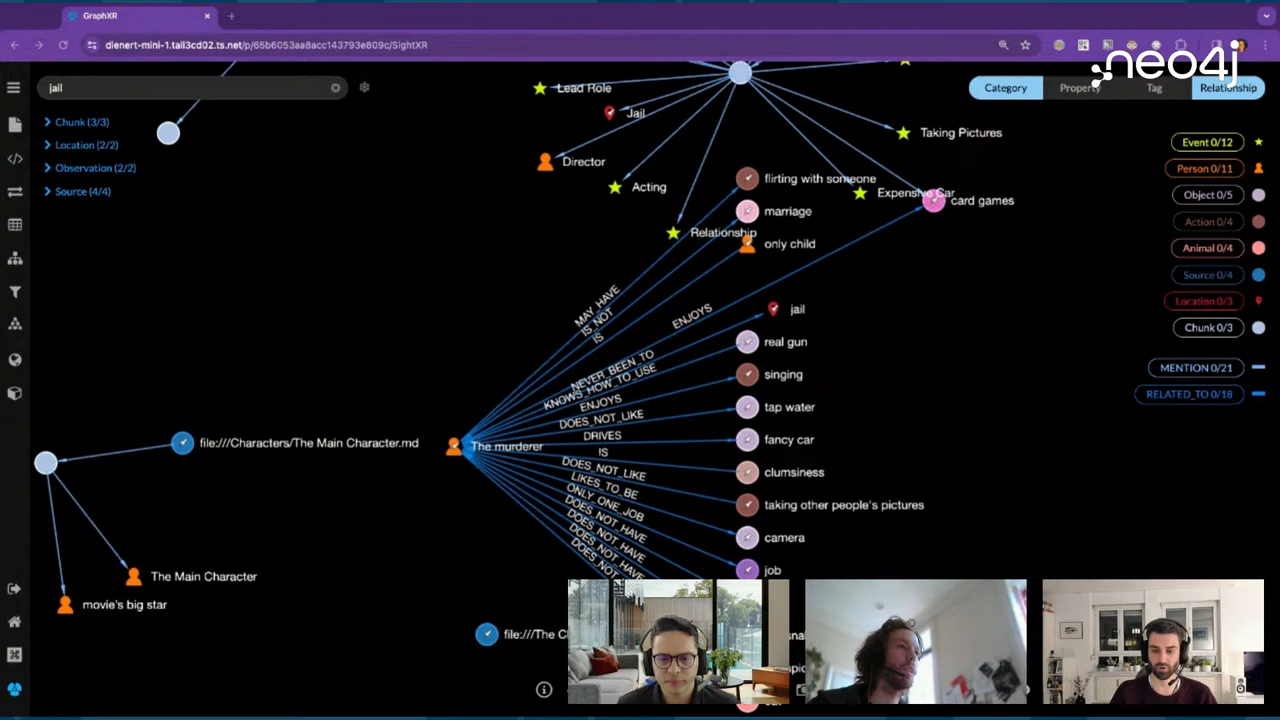 GraphXR
dienert-mini-1.tail3cd02.ts.net/p/65b6053aa8acc143793e809c/SightXR
neo4j
jail
Category
Property
Tag
Relationship
Chunk (3/3)
Location (2/2)
Observation (2/2)
Source (4/4)
Lead Role
Jail
Director
Acting
Relationship
Taking Pictures
Expensive Car
flirting with someone
marriage
only child
card games
jail
real gun
singing
tap water
fancy car
clumsiness
taking other people's pictures
camera
job
MAY_HAVE
IS_NOT
IS
ENJOYS
NEVER_BEEN_TO
KNOWS_HOW_TO_USE
ENJOYS
DOES_NOT_LIKE
DRIVES
IS
DOES_NOT_LIKE
LIKES_TO_BE
ONLY_ONE_JOB
DOES_NOT_HAVE
DOES_NOT_HAVE
DOES_NOT_HAVE
DOES_NOT
The murderer
file:///Characters/The Main Character.md
The Main Character
movie's big star
file:///The C
Event 0/12
Person 0/11
Object 0/5
Action 0/4
Animal 0/4
Source 0/4
Location 0/3
Chunk 0/3
MENTION 0/21
RELATED_TO 0/18